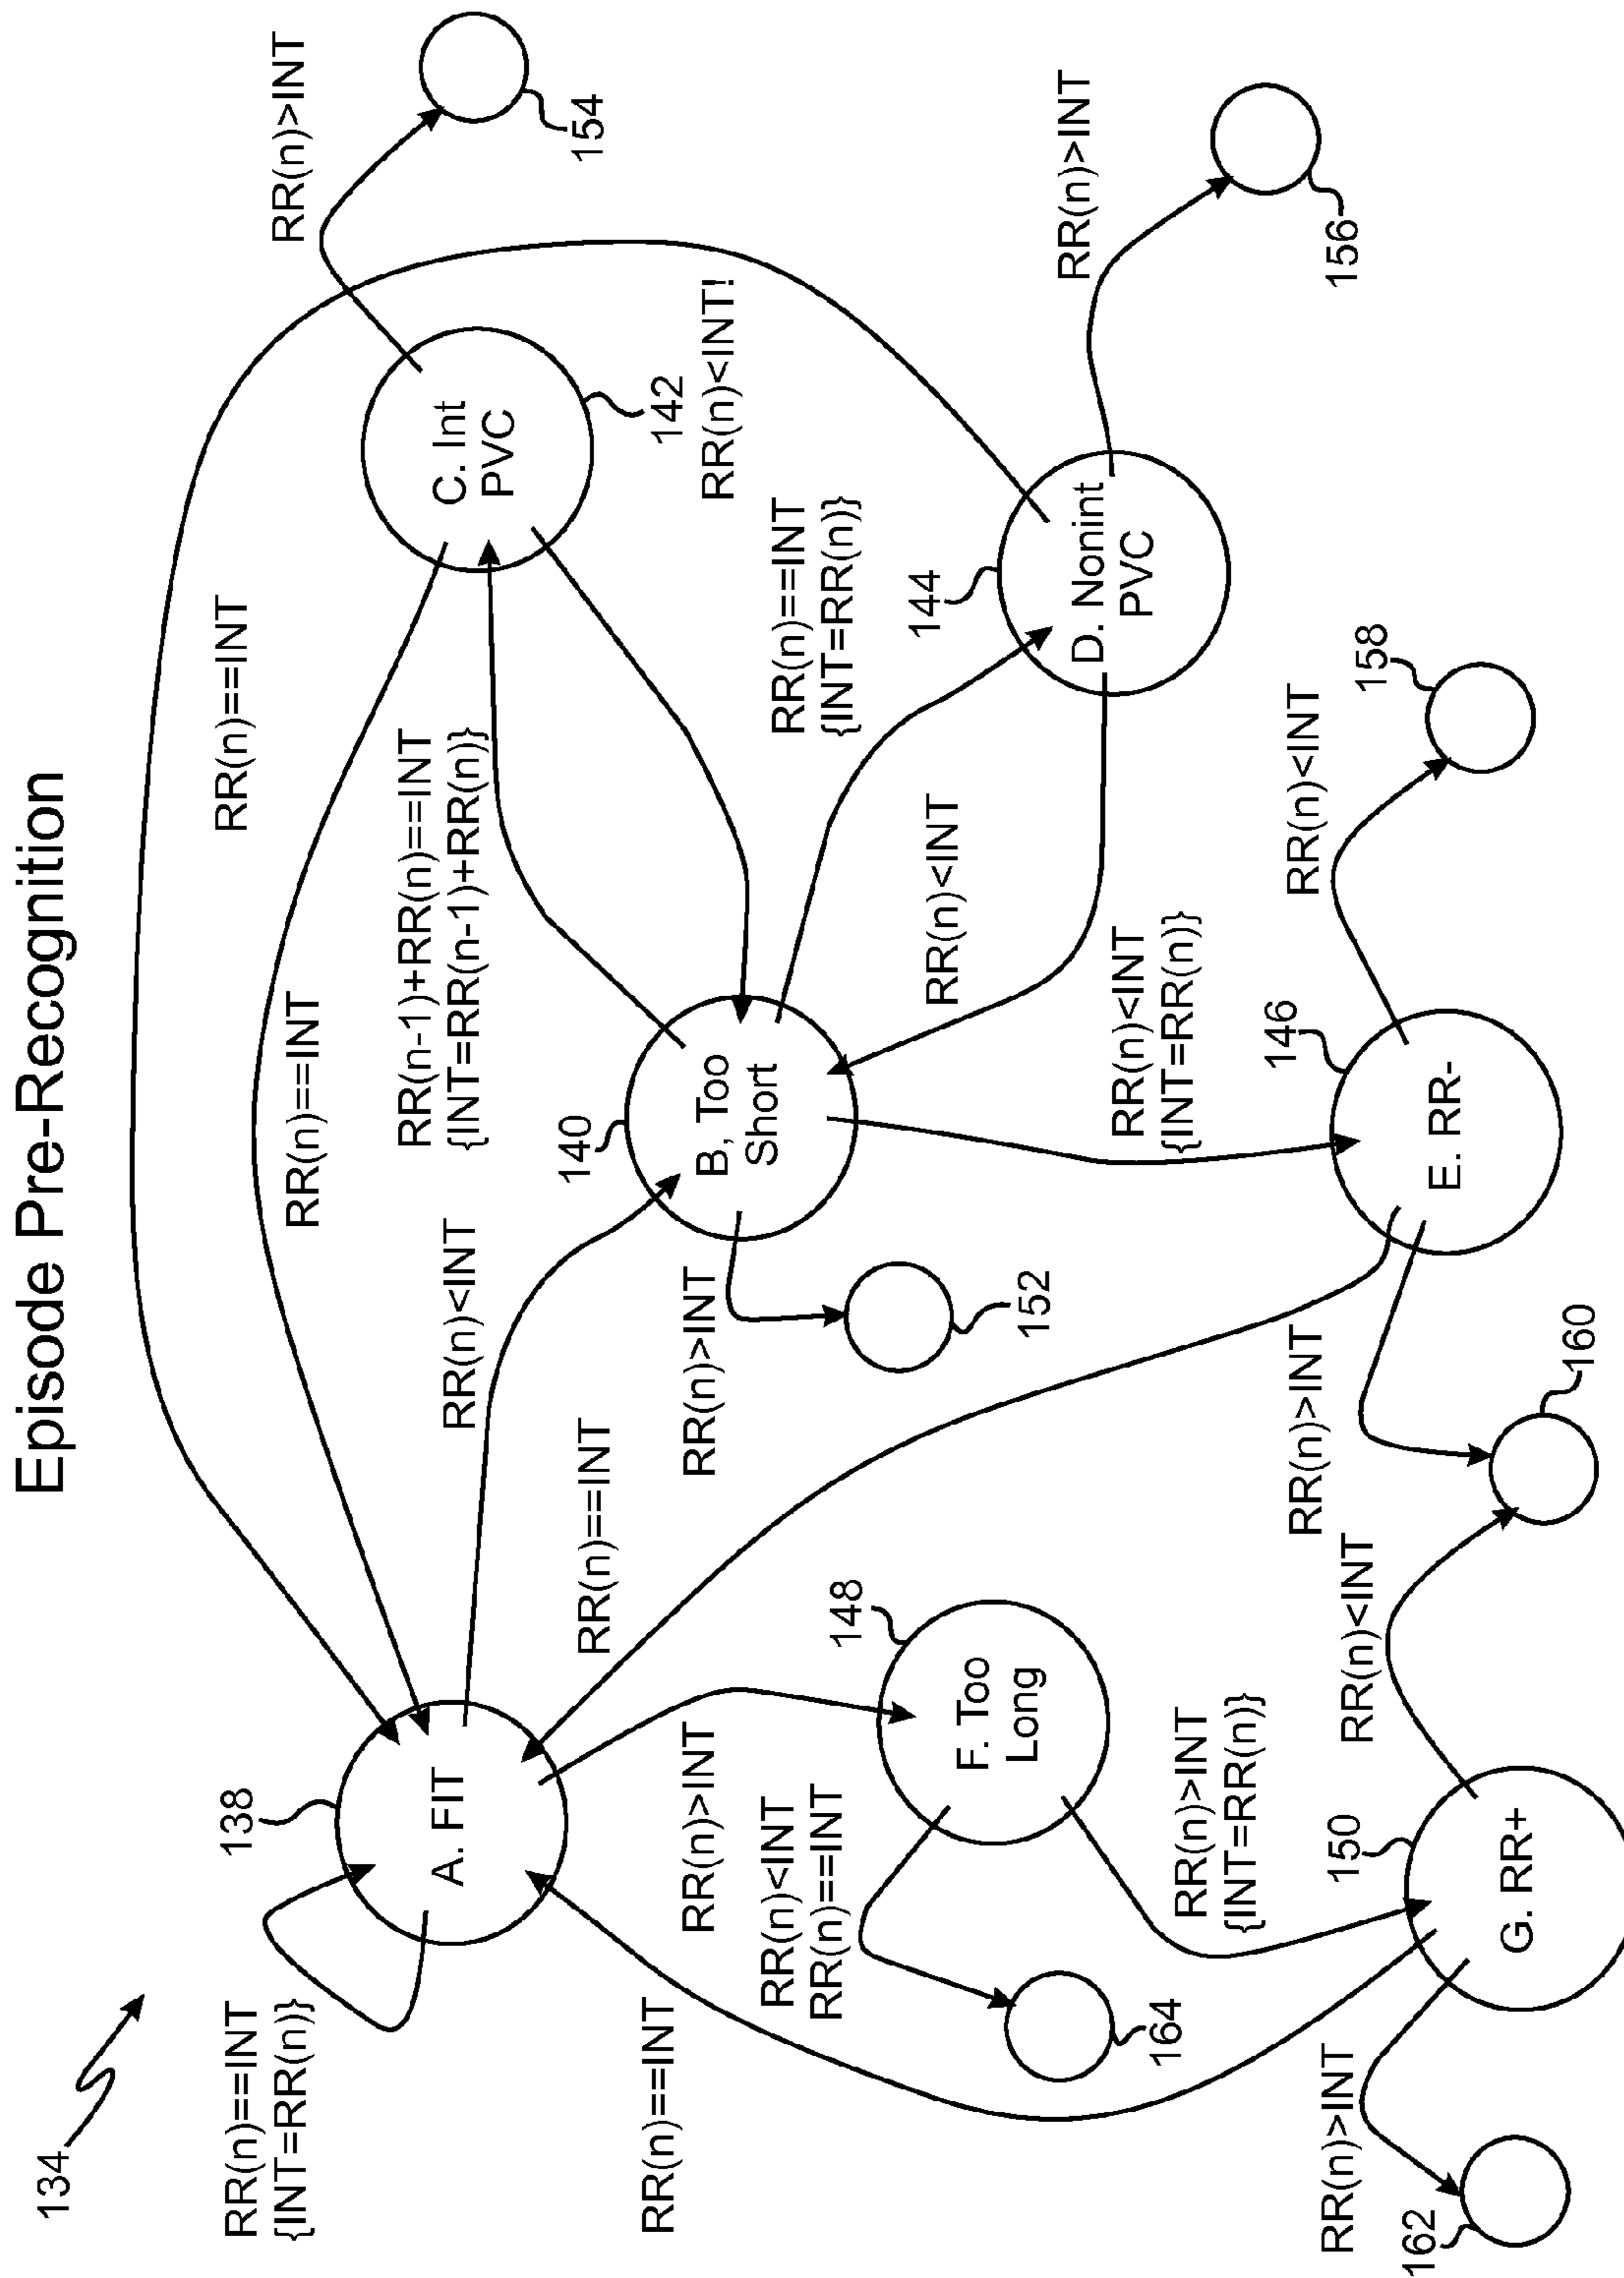 Episode Pre-Recognition
134
RR(n)==INT
{INT=RR(n)}
138
A. FIT
RR(n)==INT
RR(n)==INT
RR(n)>INT
154
C. Int
PVC
142
RR(n)<INT!
RR(n-1)+RR(n)==INT
{INT=RR(n-1)+RR(n)}
RR(n)<INT
140
B, Too
Short
RR(n)>INT
152
RR(n)==INT
{INT=RR(n)}
144
D. Nonint
PVC
RR(n)>INT
156
RR(n)<INT
RR(n)<INT
{INT=RR(n)}
146
E. RR-
RR(n)<INT
158
RR(n)==INT
RR(n)>INT
160
RR(n)>INT
148
F. Too
Long
RR(n)<INT
RR(n)==INT
164
RR(n)==INT
RR(n)>INT
{INT=RR(n)}
150
G. RR+
RR(n)<INT
RR(n)>INT
162